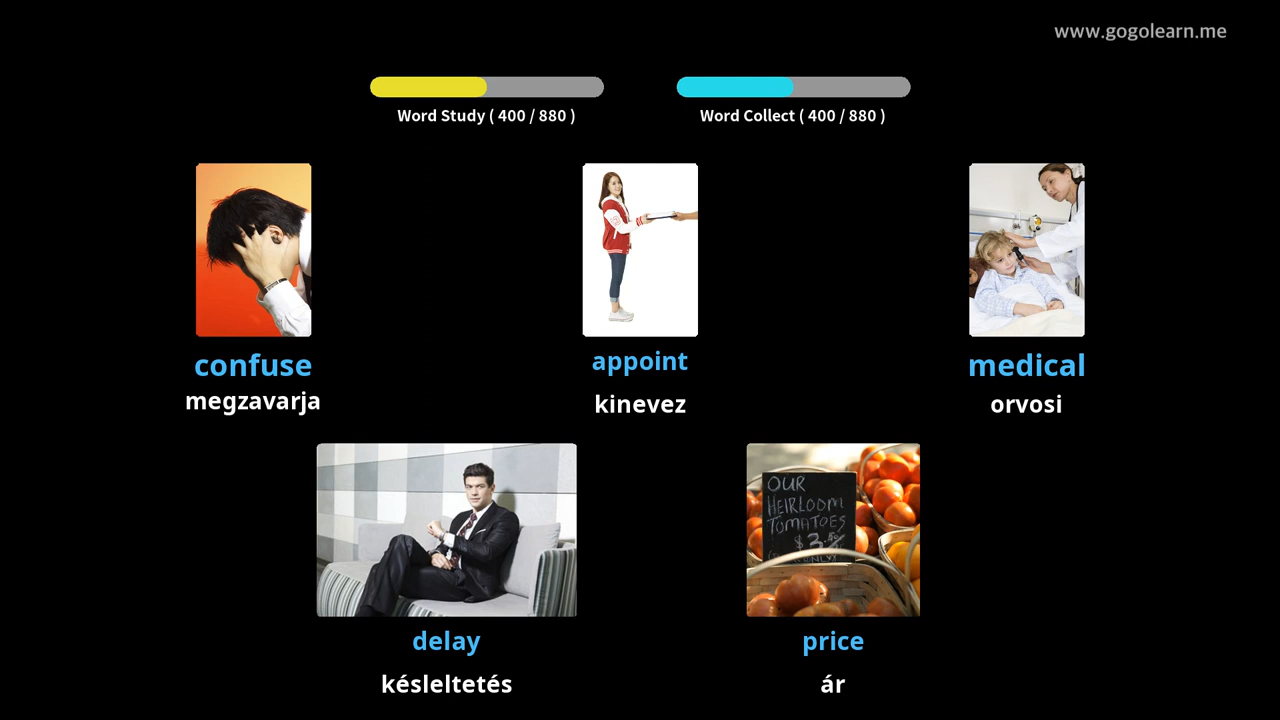 www.gogolearn.me
Word Study ( 400 / 880 )
Word Collect ( 400 / 880 )
confuse
megzavarja
appoint
kinevez
medical
orvosi
OUR
HEIRLOOM
TOMATOES
delay
késleltetés
price
ár